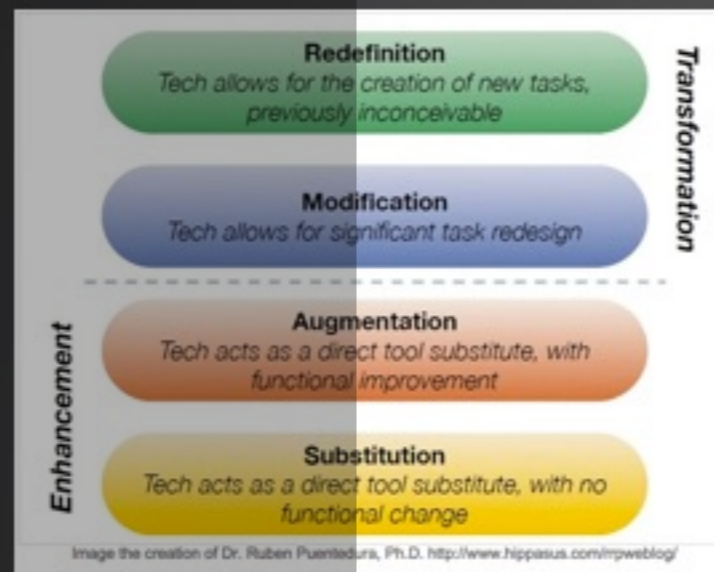 Redefinition
Tech allows for the creation of new tasks,
previously inconceivable
Transformation
Modification
Tech allows for significant task redesign
Augmentation
Tech acts as a direct tool substitute, with
functional improvement
Enhancement
Substitution
Tech acts as a direct tool substitute, with no
functional change
Image the creation of Dr. Ruben Puentedura, Ph.D. http://www.hippasus.com/rrpweblog/